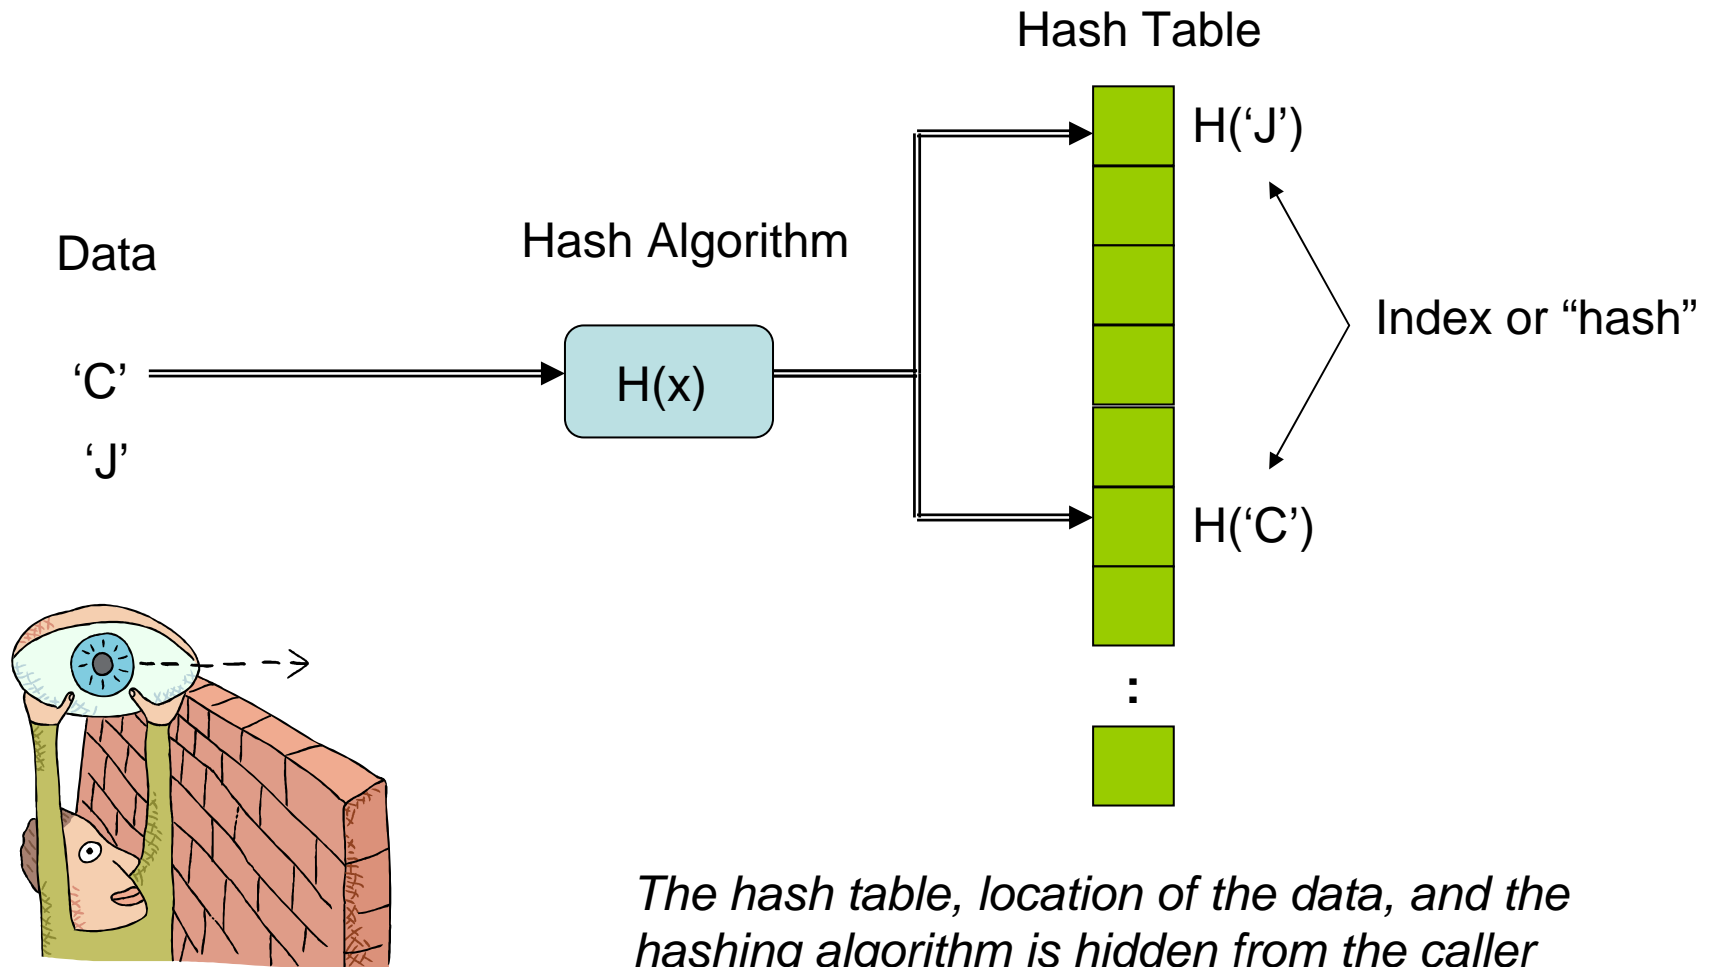 Hash Table
H(‘J’)
Hash Algorithm
Data
Index or “hash”
‘C’
H(x)
‘J’
H(‘C’)
:
The hash table, location of the data, and the
hashing algorithm is hidden from the caller